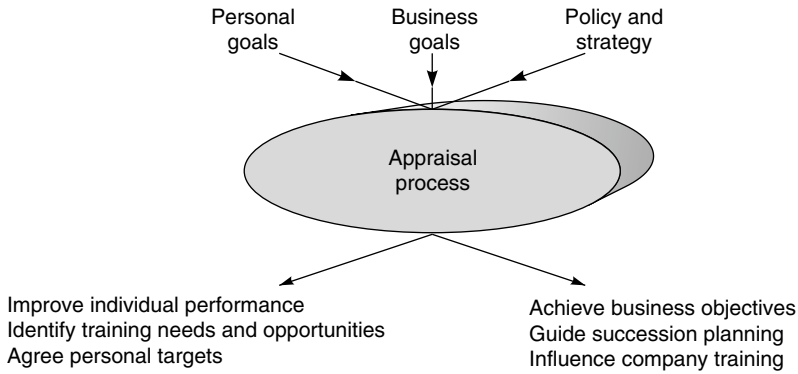 Personal
goals
Business
goals
Policy and
strategy
Appraisal
process
Improve individual performance
Identify training needs and opportunities
Agree personal targets
Achieve business objectives
Guide succession planning
Influence company training